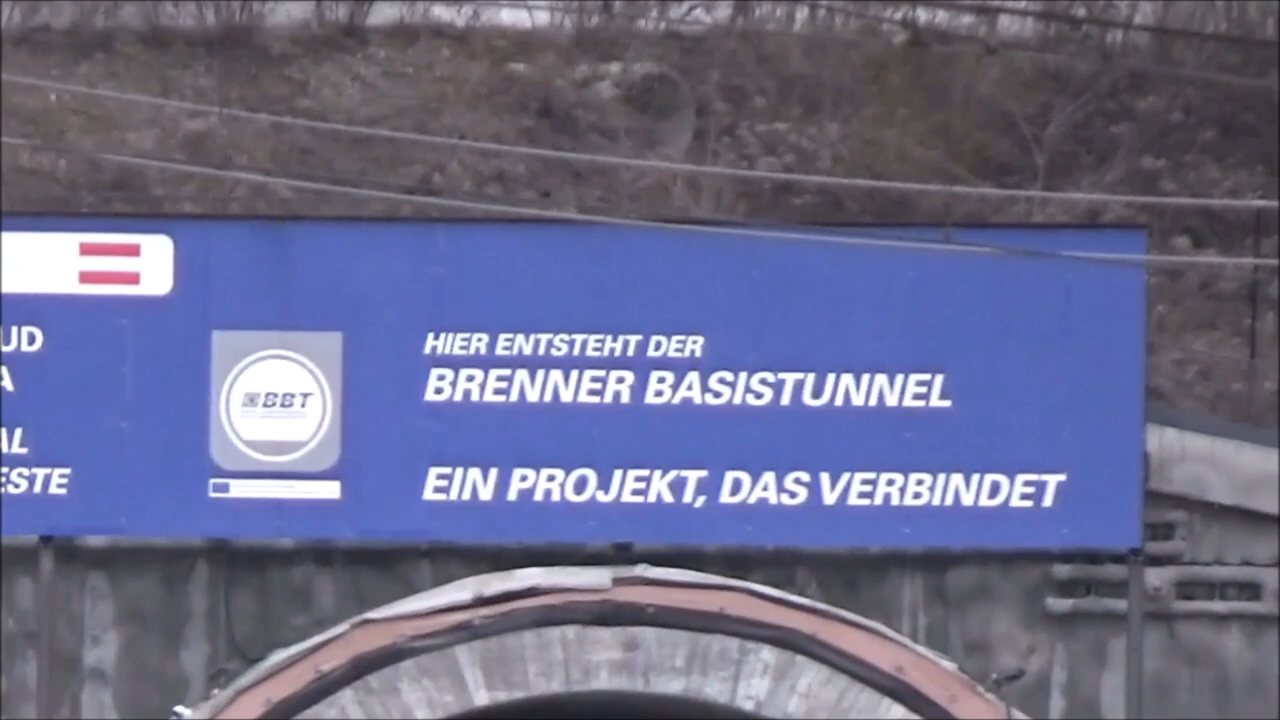 UD
A
AL
ESTE
BBT
HIER ENTSTEHT DER
BRENNER BASISTUNNEL
EIN PROJEKT, DAS VERBINDET